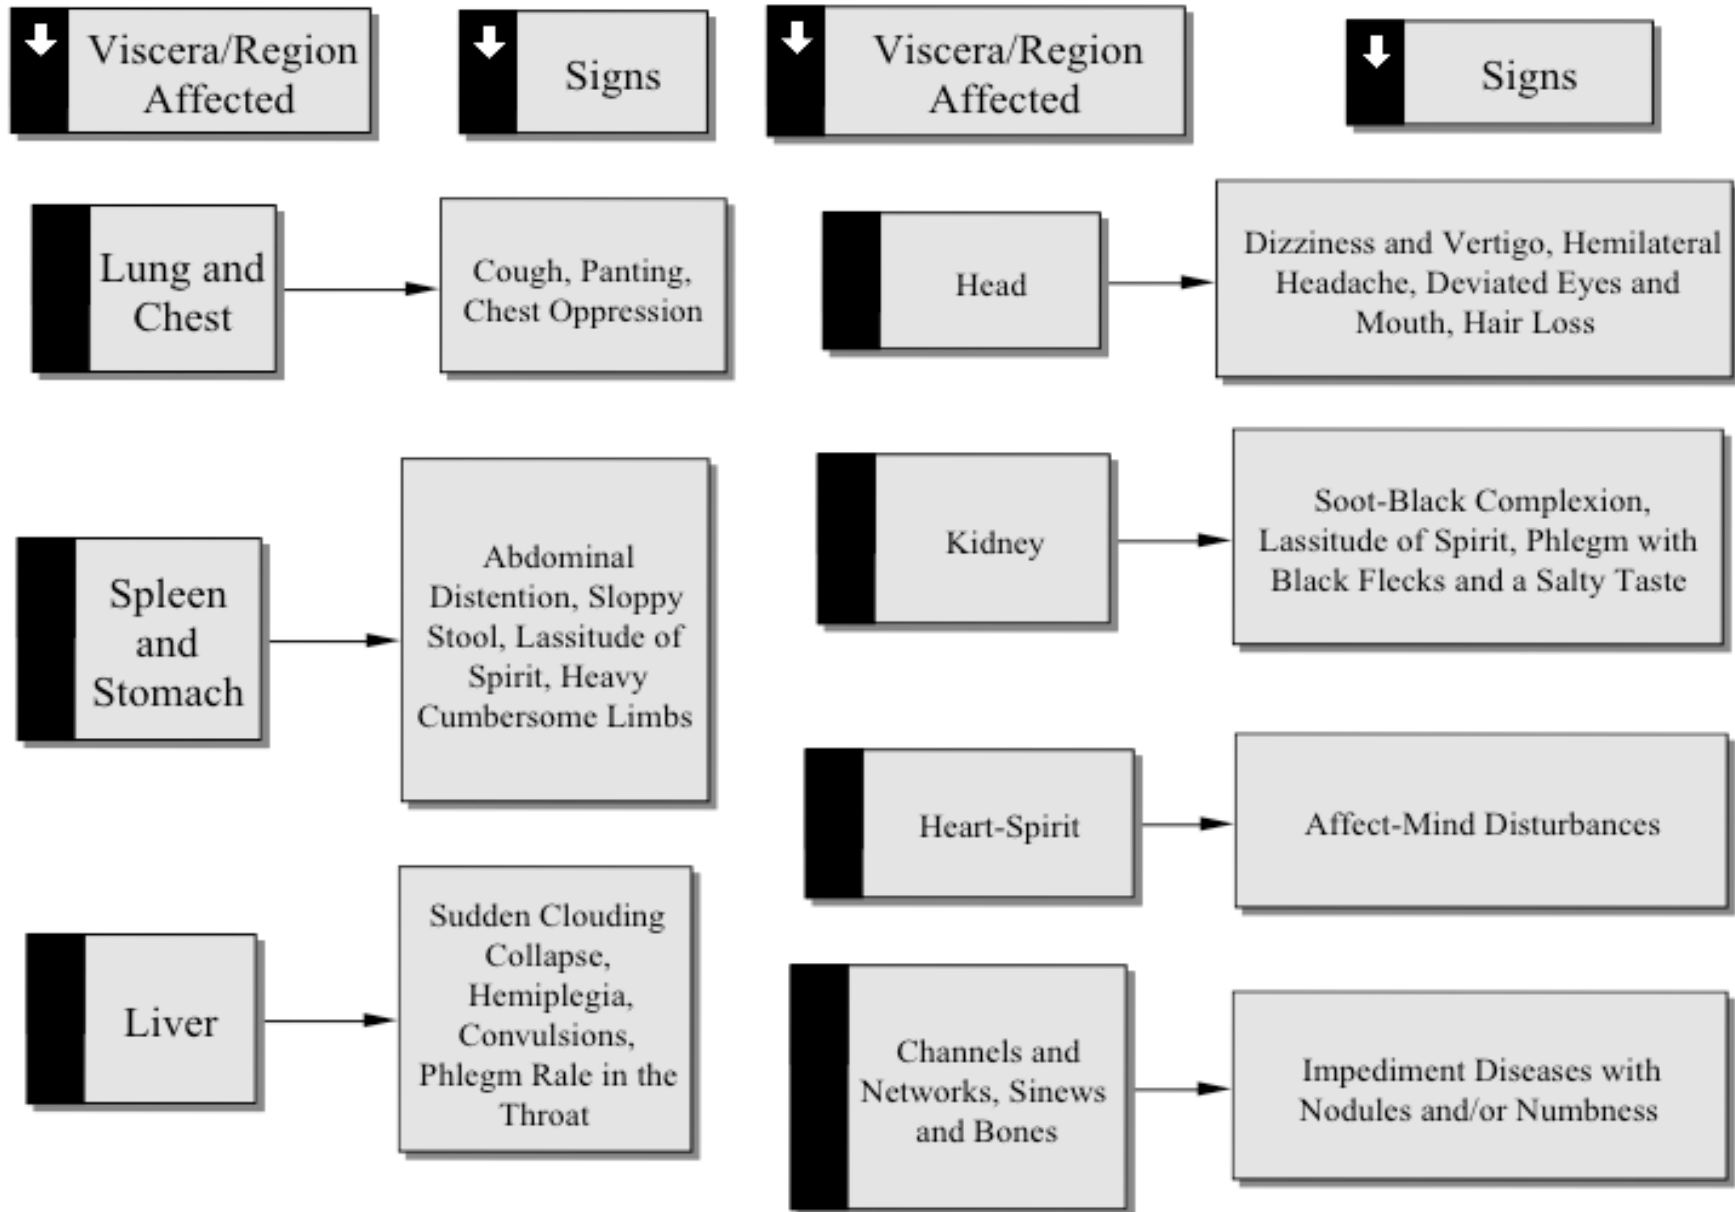 Viscera/Region
Affected
Signs
Viscera/Region
Affected
Signs
Lung and
Chest
Cough, Panting,
Chest Oppression
Head
Dizziness and Vertigo, Hemilateral
Headache, Deviated Eyes and
Mouth, Hair Loss
Spleen
and
Stomach
Abdominal
Distention, Sloppy
Stool, Lassitude of
Spirit, Heavy
Cumbersome Limbs
Kidney
Soot-Black Complexion,
Lassitude of Spirit, Phlegm with
Black Flecks and a Salty Taste
Heart-Spirit
Affect-Mind Disturbances
Liver
Sudden Clouding
Collapse,
Hemiplegia,
Convulsions,
Phlegm Rale in the
Throat
Channels and
Networks, Sinews
and Bones
Impediment Diseases with
Nodules and/or Numbness